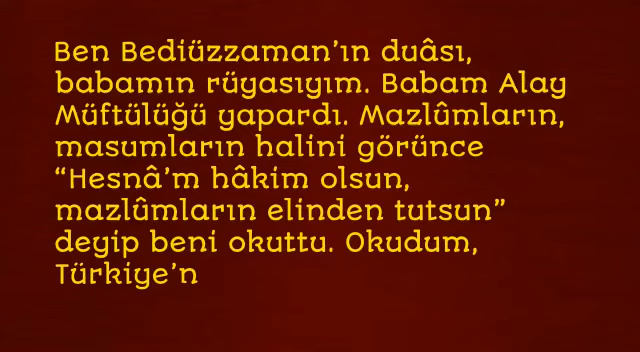 Ben Bediüzzaman’ın duâsı,
babamın rüyasıyım. Babam Alay
Müftülüğü yapardı. Mazlûmların,
masumların halini görünce
“Hesnâ’m hâkim olsun,
mazlûmların elinden tutsun”
deyip beni okuttu. Okudum,
Türkiye’n